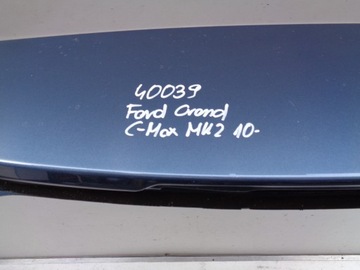 40039
Ford Grand
C-Max MK2 10-